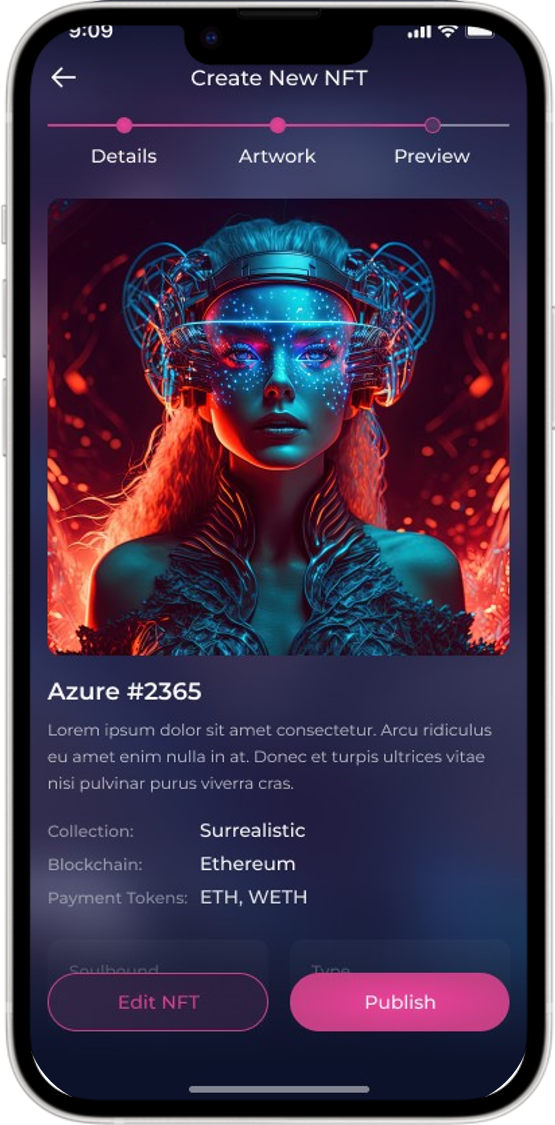 9:09
Create New NFT
Details Artwork Preview
Azure #2365
Lorem ipsum dolor sit amet consectetur. Arcu ridiculus
eu amet enim nulla in at. Donec et turpis ultrices vitae
nisi pulvinar purus viverra cras.
Collection: Surrealistic
Blockchain: Ethereum
Payment Tokens: ETH, WETH
Soulbound Type
Edit NFT Publish